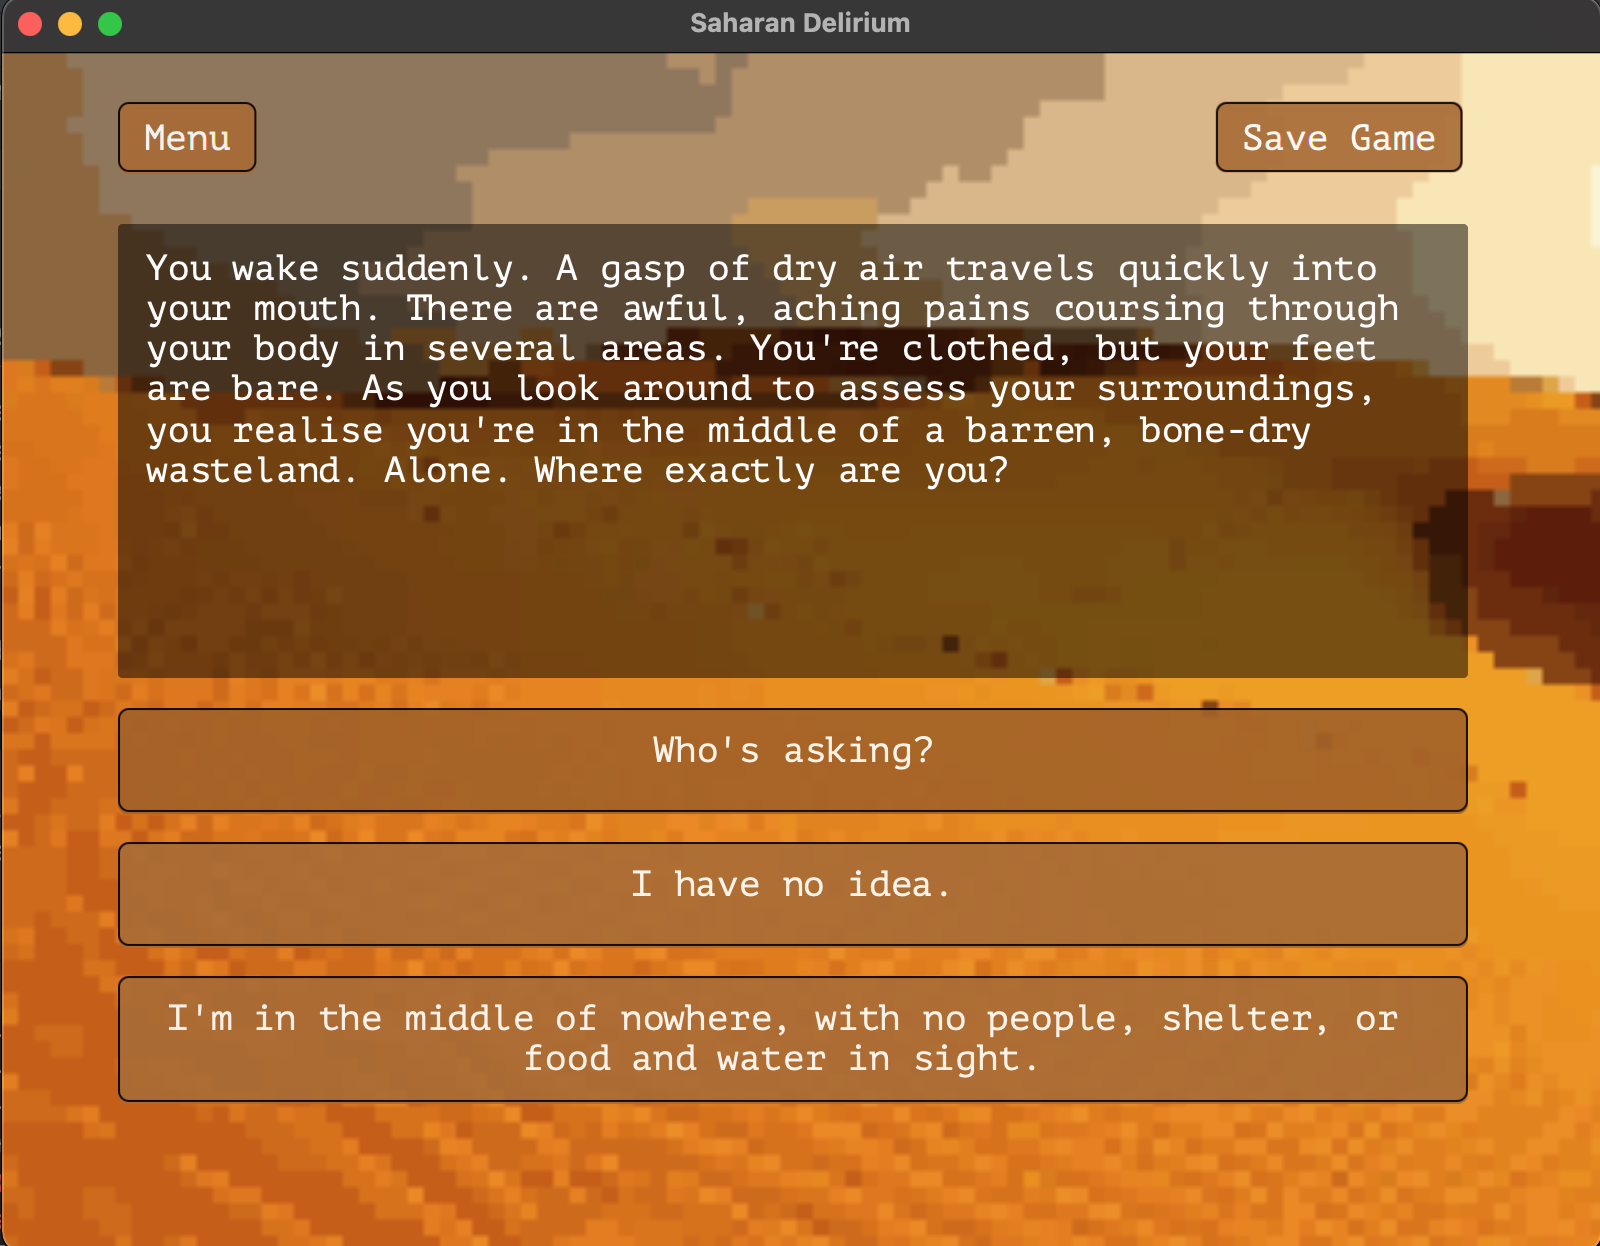 Saharan Delirium
Menu
Save Game
You wake suddenly. A gasp of dry air travels quickly into
your mouth. There are awful, aching pains coursing through
your body in several areas. You're clothed, but your feet
are bare. As you look around to assess your surroundings,
you realise you're in the middle of a barren, bone-dry
wasteland. Alone. Where exactly are you?
Who's asking?
I have no idea.
I'm in the middle of nowhere, with no people, shelter, or
food and water in sight.